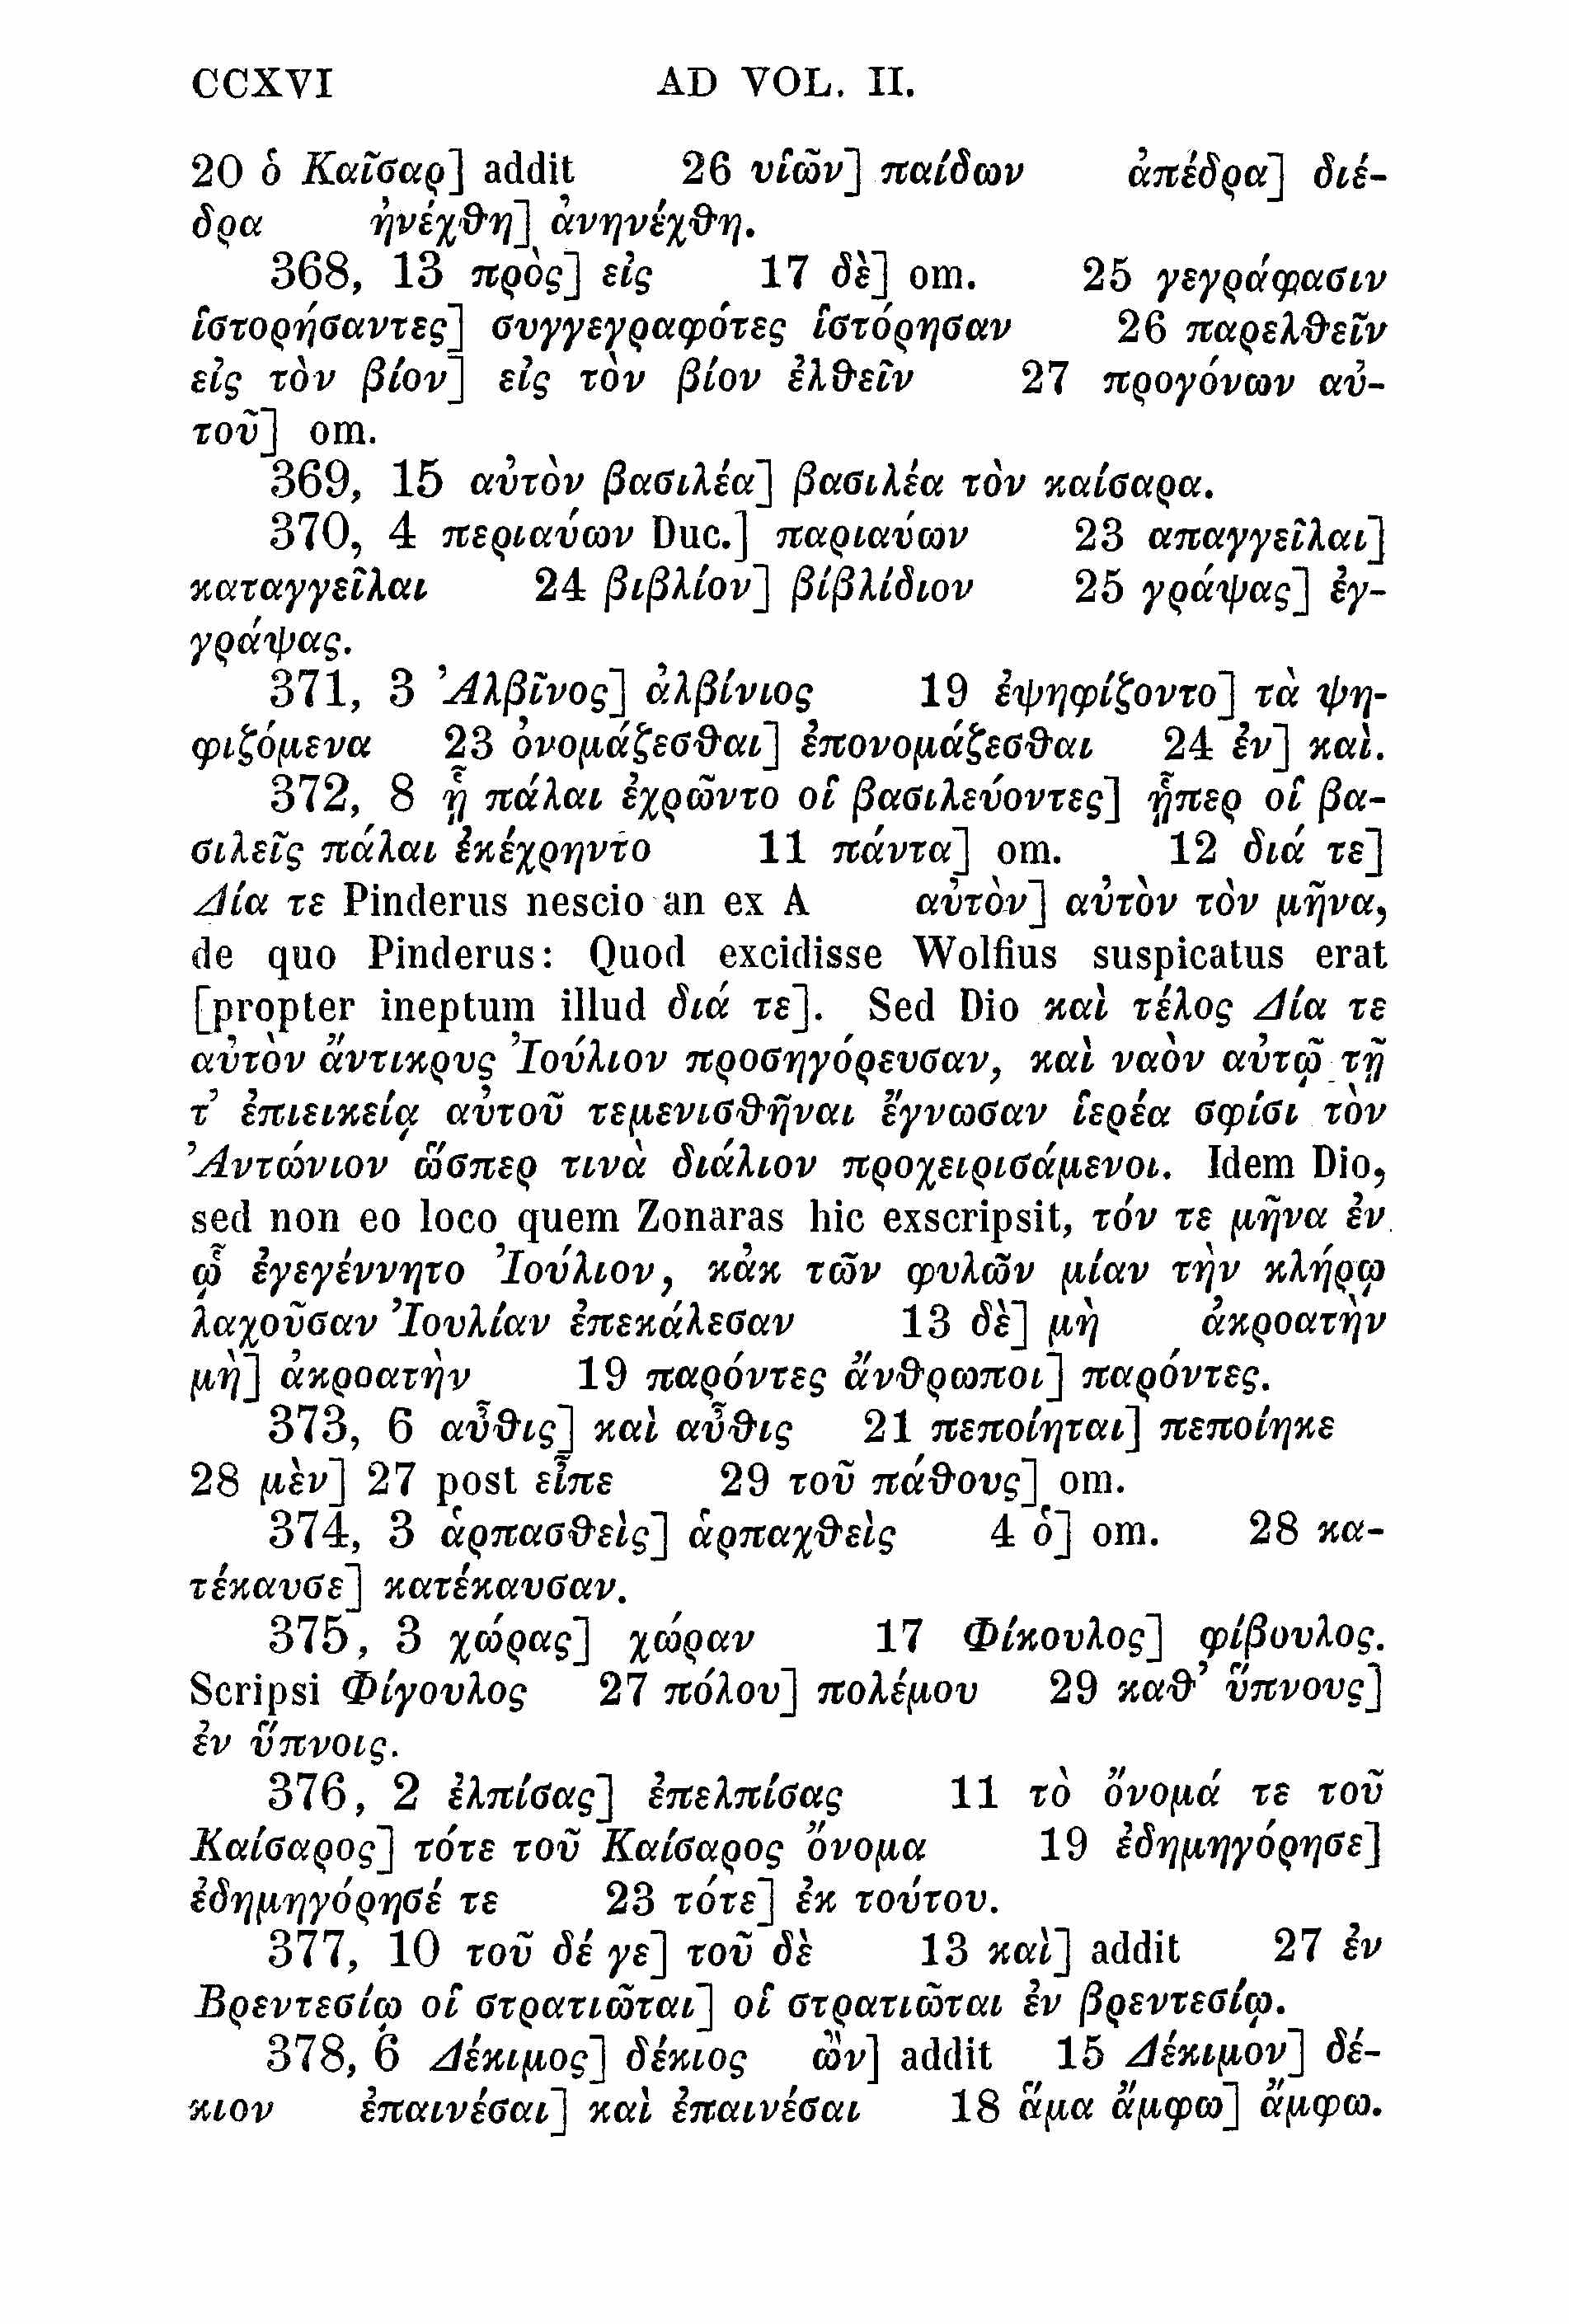 CCXVI AD VOL. II.
20 ὁ Καῖσαρ] addit 26 υἱῶν] παίδων ἀπέδρα] διέ-
δρα ἠνέχθη] ἀνηνέχθη.
368, 13 πρὸς] εἰς 17 δὲ] om. 25 γεγράφασιν
ἱστορήσαντες] συγγεγραφότες ἱστόρησαν 26 παρελθεῖν
εἰς τὸν βίον] εἰς τὸν βίον ἐλθεῖν 27 προγόνων αὐ-
τοῦ] om.
369, 15 αὐτὸν βασιλέα] βασιλέα τὸν καίσαρα.
370, 4 περιαύων Duc.] παριαύων 23 απαγγεῖλαι]
καταγγεῖλαι 24 βιβλίον] βίβλίδιον 25 γράψας] ἐγ-
γράψας.
371, 3 Ἀλβῖνος] ἀλβίνιος 19 ἐψηφίζοντο] τὰ ψη-
φιζόμενα 23 ὀνομάζεσθαι] ἐπονομάζεσθαι 24 ἐν] καὶ.
372, 8 ᾗ πάλαι ἐχρῶντο οἱ βασιλεύοντες] ᾗπερ οἱ βα-
σιλεῖς πάλαι ἐκέχρηντο 11 πάντα] om. 12 διά τε]
Δία τε Pinderus nescio an ex A αὐτὸν] αὐτὸν τὸν μῆνα,
de quo Pinderus: Quod excidisse Wolfius suspicatus erat
[propter ineptum illud διά τε]. Sed Dio καὶ τέλος Δία τε
αὐτὸν ἄντικρυς Ἰούλιον προσηγόρευσαν, καὶ ναὸν αὐτῷ τῇ
τ’ ἐπιεικείᾳ αὐτοῦ τεμενισθῆναι ἔγνωσαν ἱερέα σφίσι τὸν
Ἀντώνιον ὥσπερ τινὰ διάλιον προχειρισάμενοι. Idem Dio,
sed non eo loco quem Zonaras hic exscripsit, τόν τε μῆνα ἐν
ᾧ ἐγεγέννητο Ἰούλιον, κἀκ τῶν φυλῶν μίαν τὴν κλήρῳ
λαχοῦσαν Ἰουλίαν ἐπεκάλεσαν 13 δὲ] μὴ ἀκροατὴν
μὴ] ἀκροατὴν 19 παρόντες ἄνθρωποι] παρόντες.
373, 6 αὖθις] καὶ αὖθις 21 πεποίηται] πεποίηκε
28 μὲν] 27 post εἶπε 29 τοῦ πάθους] om.
374, 3 ἁρπασθεὶς] ἁρπαχθεὶς 4 ὁ] om. 28 κα-
τέκαυσε] κατέκαυσαν.
375, 3 χώρας] χώραν 17 Φίκουλος] φίβουλος.
Scripsi Φίγουλος 27 πόλου] πολέμου 29 καθ’ ὕπνους]
ἐν ὕπνοις.
376, 2 ἐλπίσας] ἐπελπίσας 11 τὸ ὄνομά τε τοῦ
Καίσαρος] τότε τοῦ Καίσαρος ὄνομα 19 ἐδημηγόρησε]
ἐδημηγόρησέ τε 23 τότε] ἐκ τούτου.
377, 10 τοῦ δέ γε] τοῦ δὲ 13 καὶ] addit 27 ἐν
Βρεντεσίῳ οἱ στρατιῶται] οἱ στρατιῶται ἐν βρεντεσίῳ.
378, 6 Δέκιμος] δέκιος ὢν] addit 15 Δέκιμον] δέ-
κιον ἐπαινέσαι] καὶ ἐπαινέσαι 18 ἅμα ἄμφω] ἄμφω.